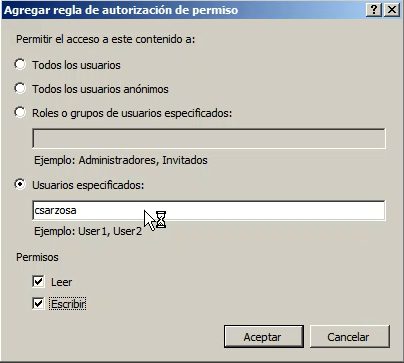 Agregar regla de autorización de permiso
Permitir el acceso a este contenido a:
Todos los usuarios
Todos los usuarios anónimos
Roles o grupos de usuarios especificados:
Ejemplo: Administradores, Invitados
Usuarios especificados:
csarzosa
Ejemplo: User1, User2
Permisos
Leer
Escribir
Aceptar Cancelar